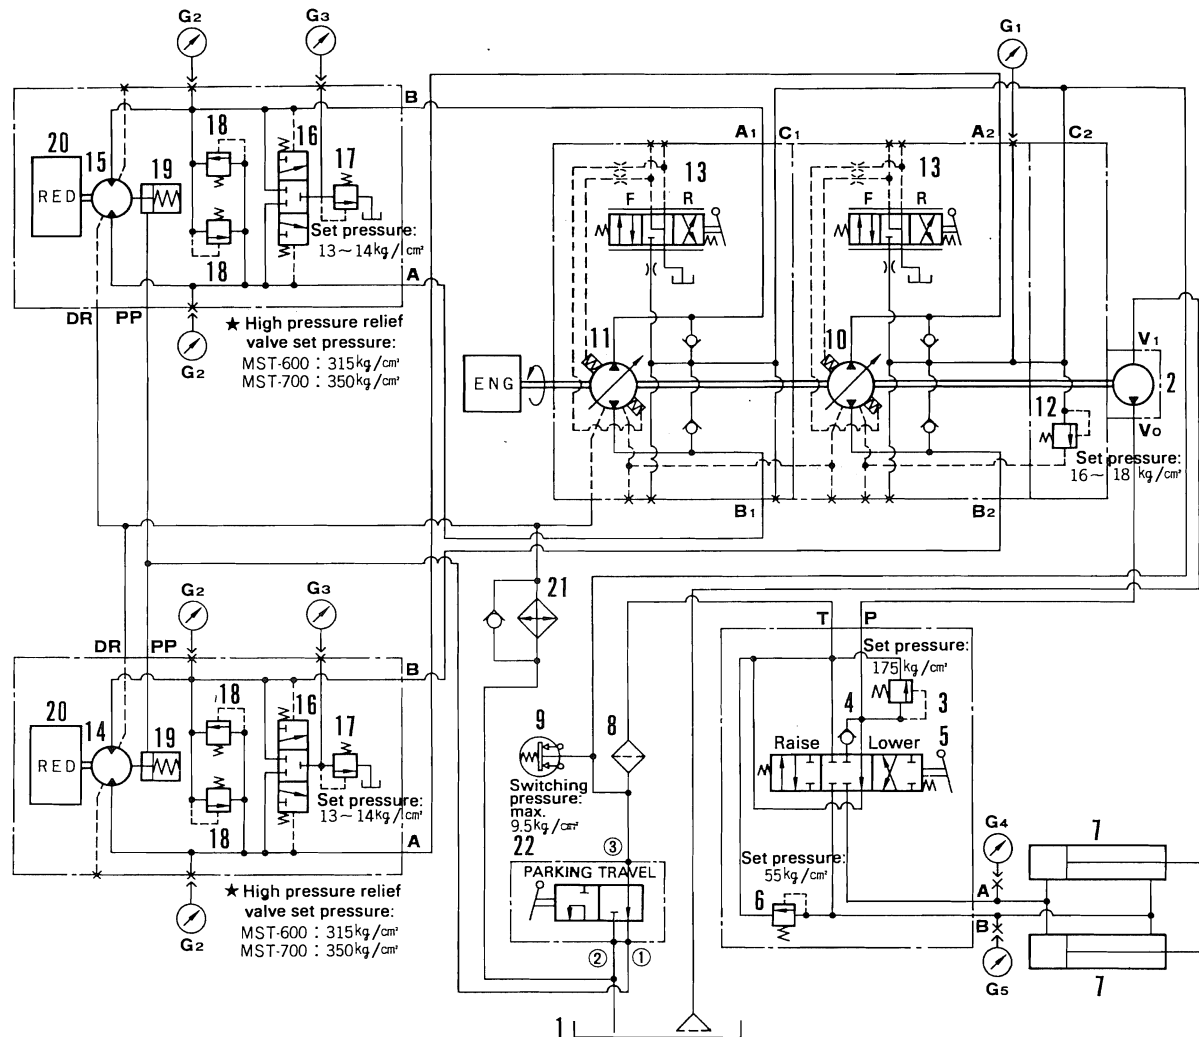 G2
G3
G1
B
A1
C1
A2
C2
20
15
19
18
16
17
13
13
RED
F
R
F
R
Set pressure:
13~14kg/cm²
18
A
DR
PP
G2
★ High pressure relief
valve set pressure:
MST-600 : 315kg/cm²
MST-700 : 350kg/cm²
11
10
ENG
V1
2
12
Vo
Set pressure:
16~18 kg/cm²
B1
B2
G2
G3
21
T
P
DR
PP
B
Set pressure:
175kg/cm²
20
14
19
18
16
17
9
8
4
3
5
RED
Raise
Lower
Set pressure:
13~14kg/cm²
Switching
pressure:
max.
9.5kg/cm²
18
A
22
③
G4
7
PARKING TRAVEL
Set pressure:
55kg/cm²
★ High pressure relief
valve set pressure:
MST-600 : 315kg/cm²
MST-700 : 350kg/cm²
G2
6
A
B
②
①
G5
7
1